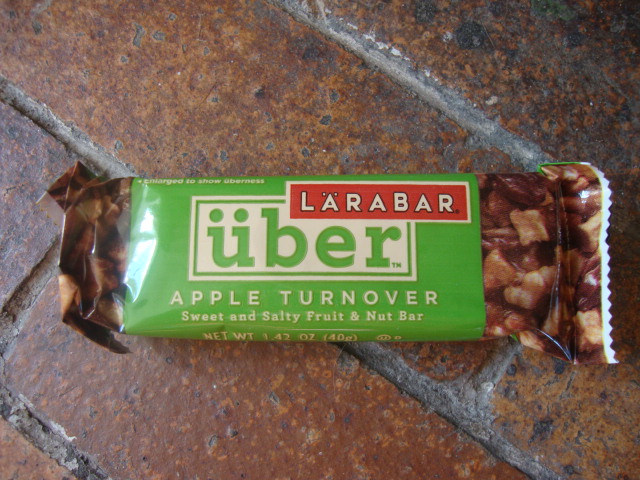 • Enlarged to show überness
LÄRABAR®
über™
APPLE TURNOVER
Sweet and Salty Fruit & Nut Bar
NET WT 1.42 OZ (40g)